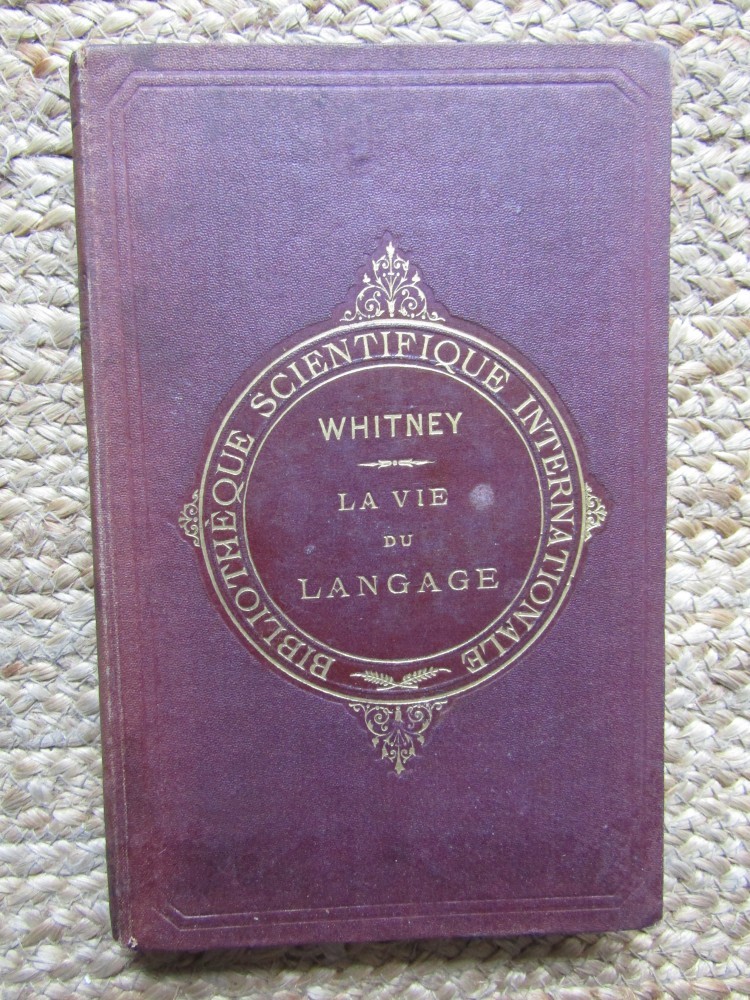 BIBLIOTHÈQUE SCIENTIFIQUE INTERNATIONALE
WHITNEY
LA VIE
DU
LANGAGE